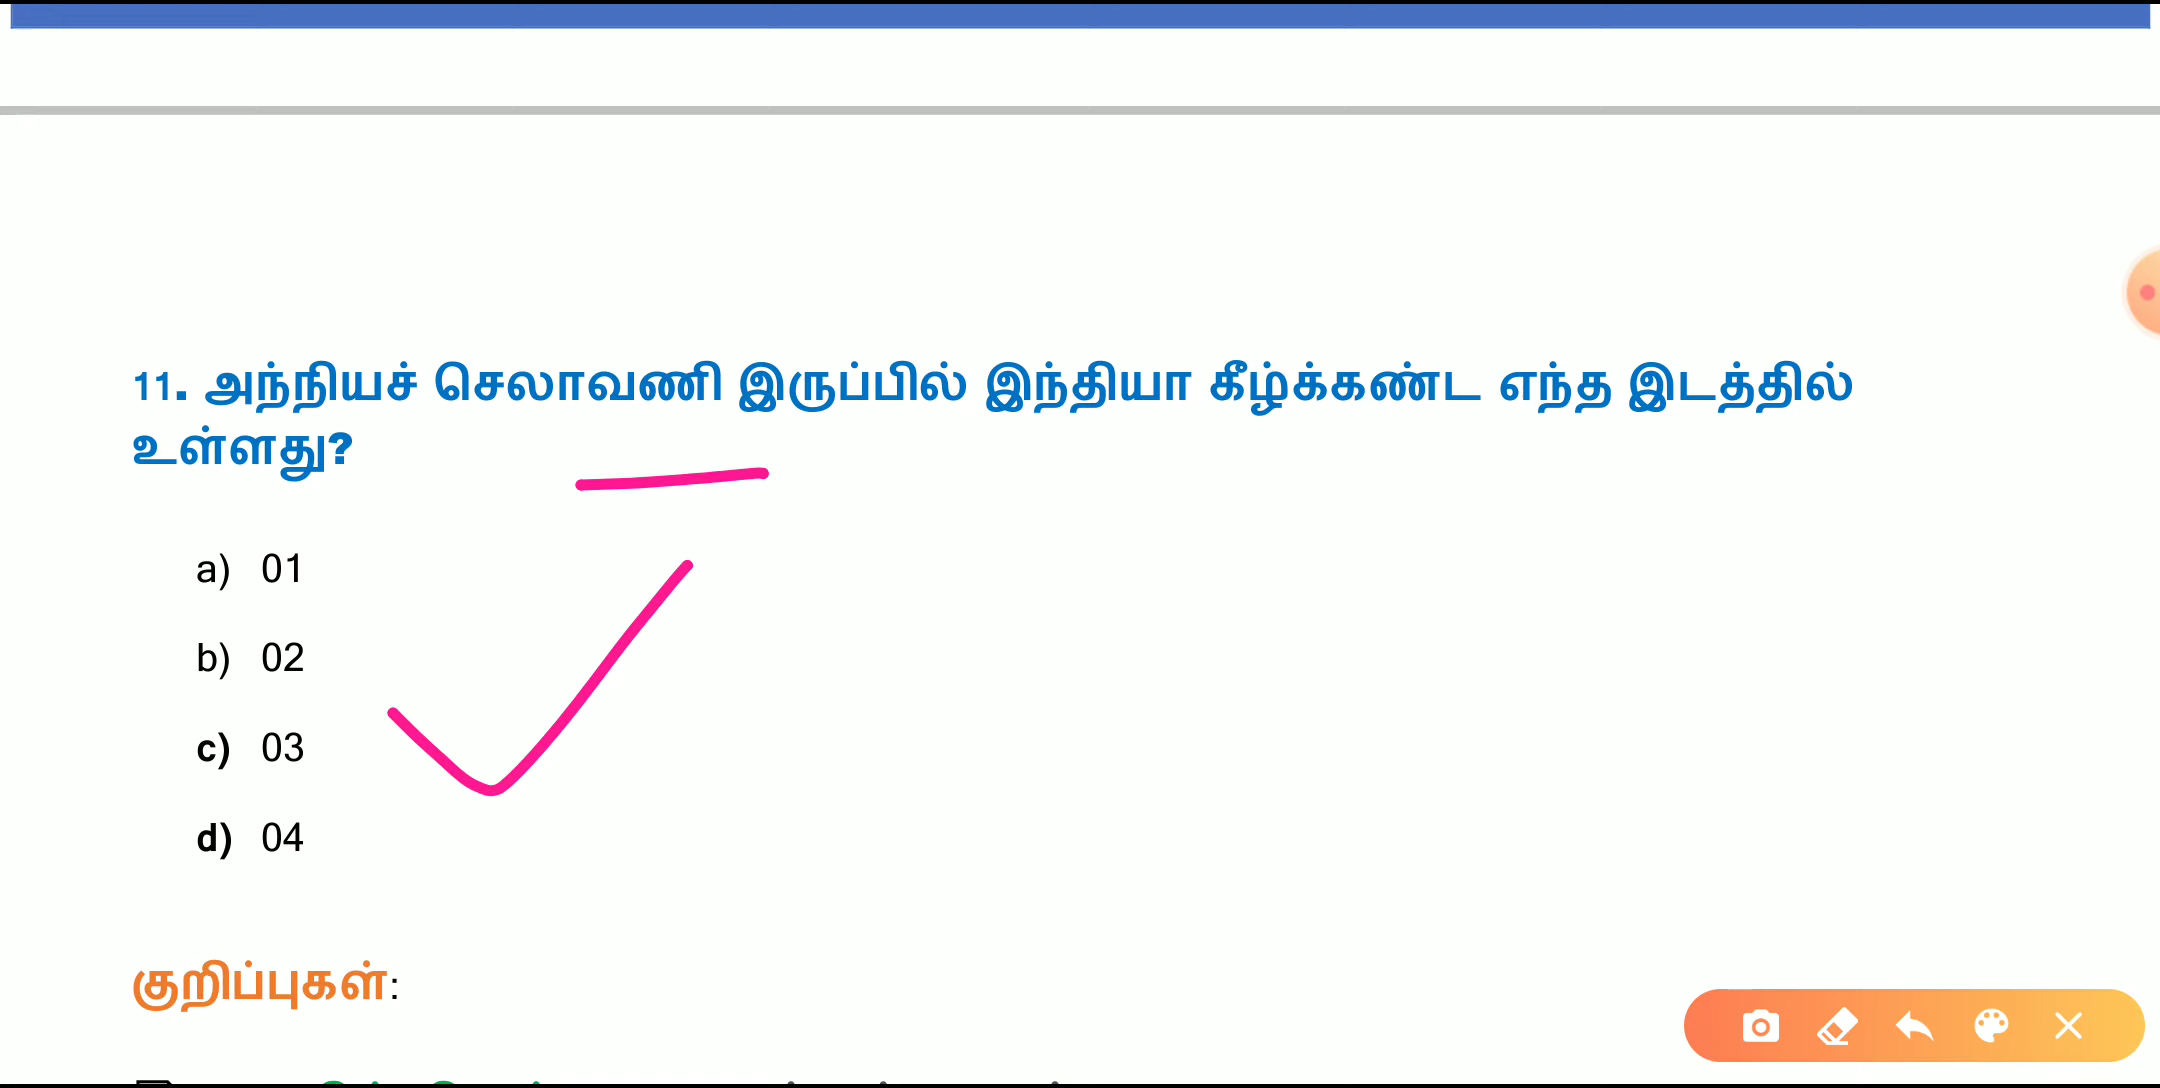 11. அந்நியச் செலாவணி இருப்பில் இந்தியா கீழ்க்கண்ட எந்த இடத்தில்
உள்ளது?
a) 01
b) 02
c) 03
d) 04
குறிப்புகள்: